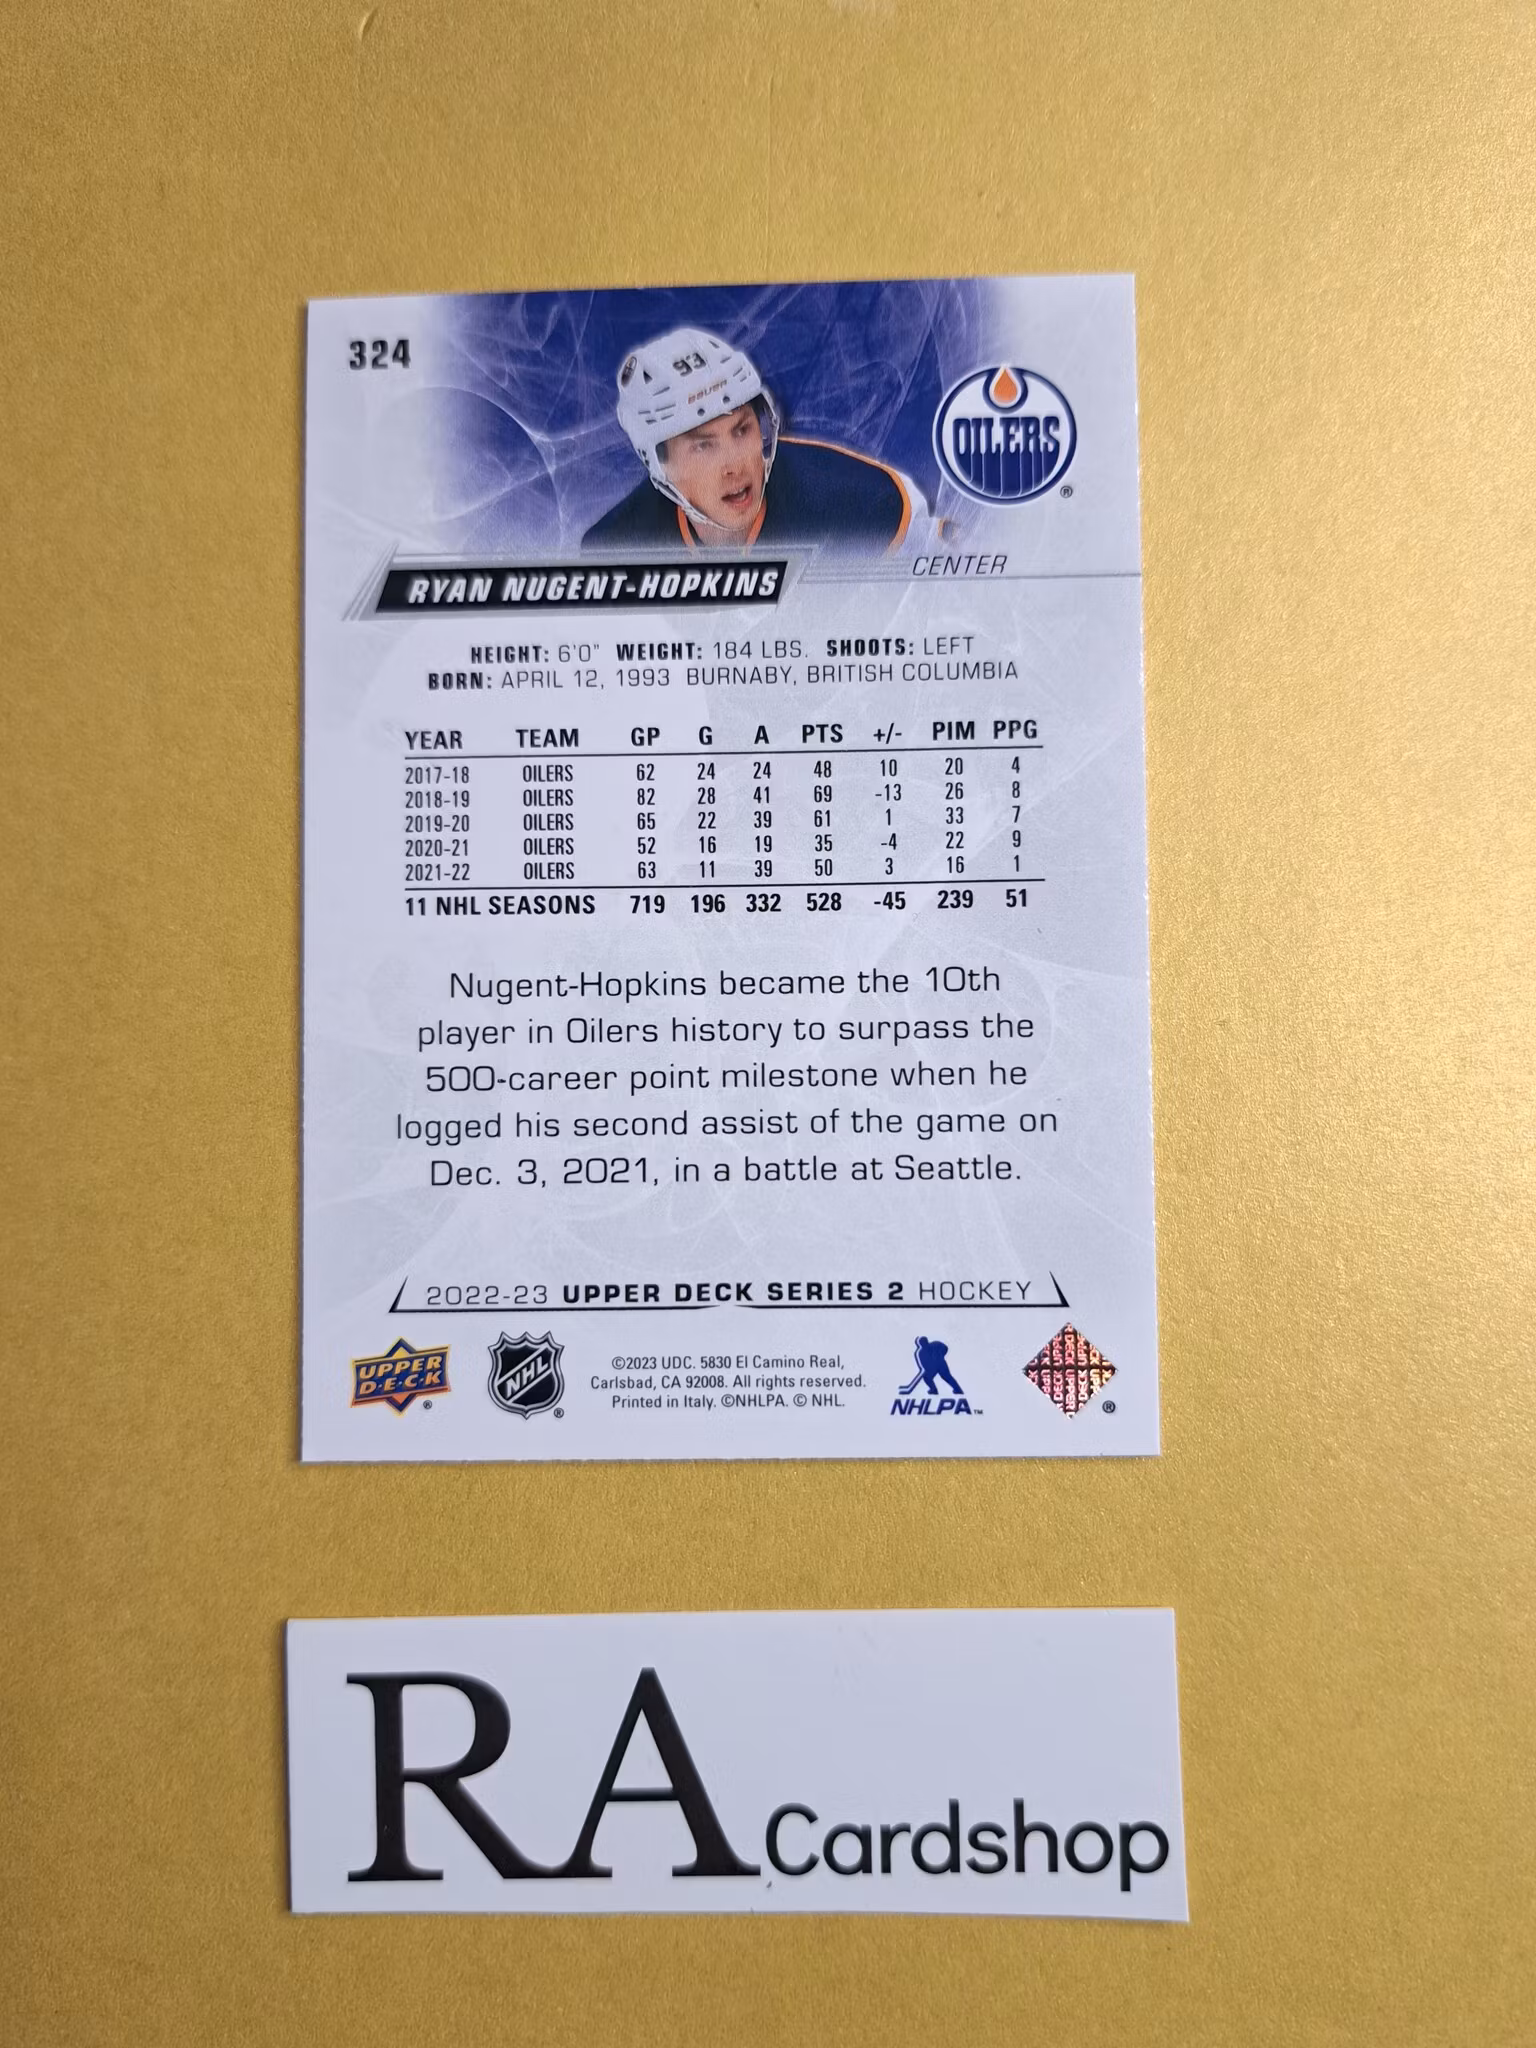 324
93
BAUER
OILERS
®
CENTER
RYAN NUGENT-HOPKINS
HEIGHT: 6'0" WEIGHT: 184 LBS. SHOOTS: LEFT
BORN: APRIL 12, 1993 BURNABY, BRITISH COLUMBIA
YEAR TEAM GP G A PTS +/- PIM PPG
2017-18 OILERS 62 24 24 48 10 20 4
2018-19 OILERS 82 28 41 69 -13 26 8
2019-20 OILERS 65 22 39 61 1 33 7
2020-21 OILERS 52 16 19 35 -4 22 9
2021-22 OILERS 63 11 39 50 3 16 1
11 NHL SEASONS 719 196 332 528 -45 239 51
Nugent-Hopkins became the 10th
player in Oilers history to surpass the
500-career point milestone when he
logged his second assist of the game on
Dec. 3, 2021, in a battle at Seattle.
2022-23 UPPER DECK SERIES 2 HOCKEY
UPPER
D·E·C·K
®
NHL
®
©2023 UDC. 5830 El Camino Real,
Carlsbad, CA 92008. All rights reserved.
Printed in Italy. ©NHLPA. © NHL.
NHLPA™
®
RA Cardshop